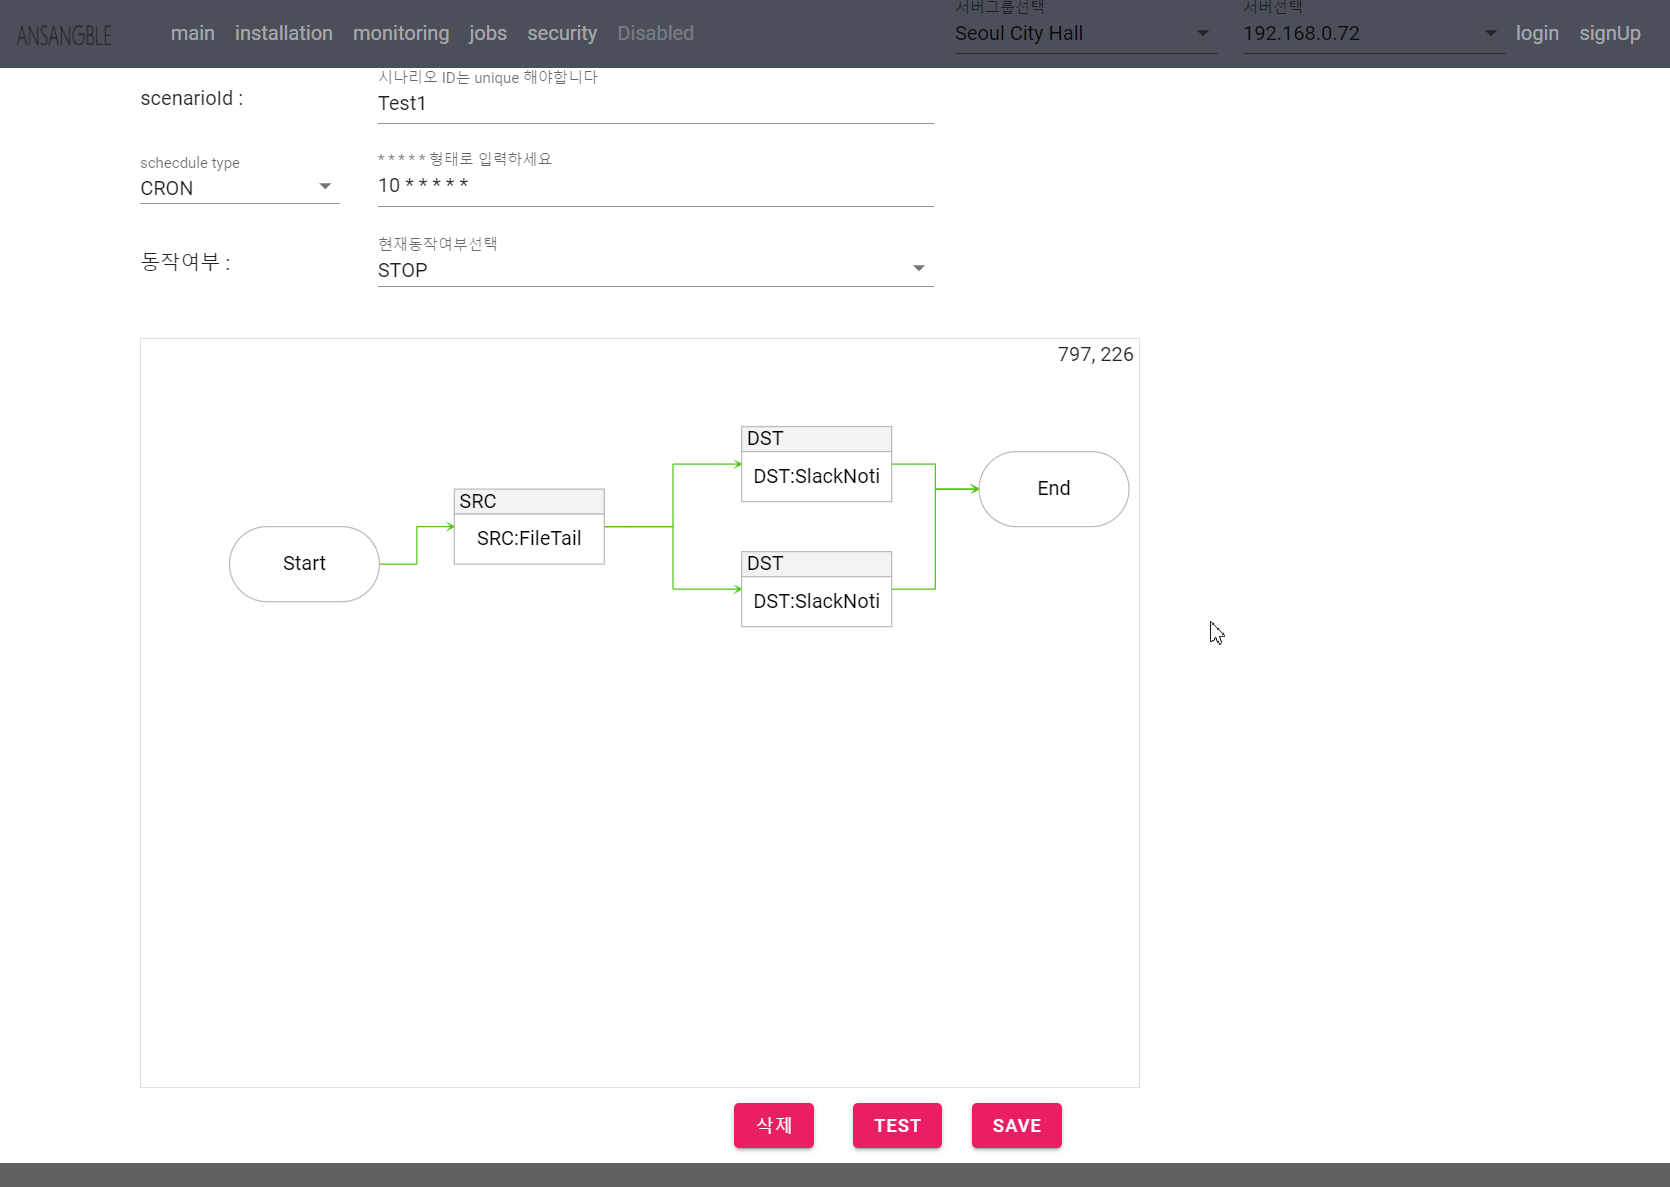 ANSANGBLE main installation monitoring jobs security Disabled
서버그룹선택
Seoul City Hall
서버선택
192.168.0.72
login signUp
scenarioId :
시나리오 ID는 unique 해야합니다
Test1
schecdule type
CRON
* * * * * 형태로 입력하세요
10 * * * * *
동작여부 :
현재동작여부선택
STOP
797, 226
Start
SRC
SRC:FileTail
DST
DST:SlackNoti
DST
DST:SlackNoti
End
삭제 TEST SAVE